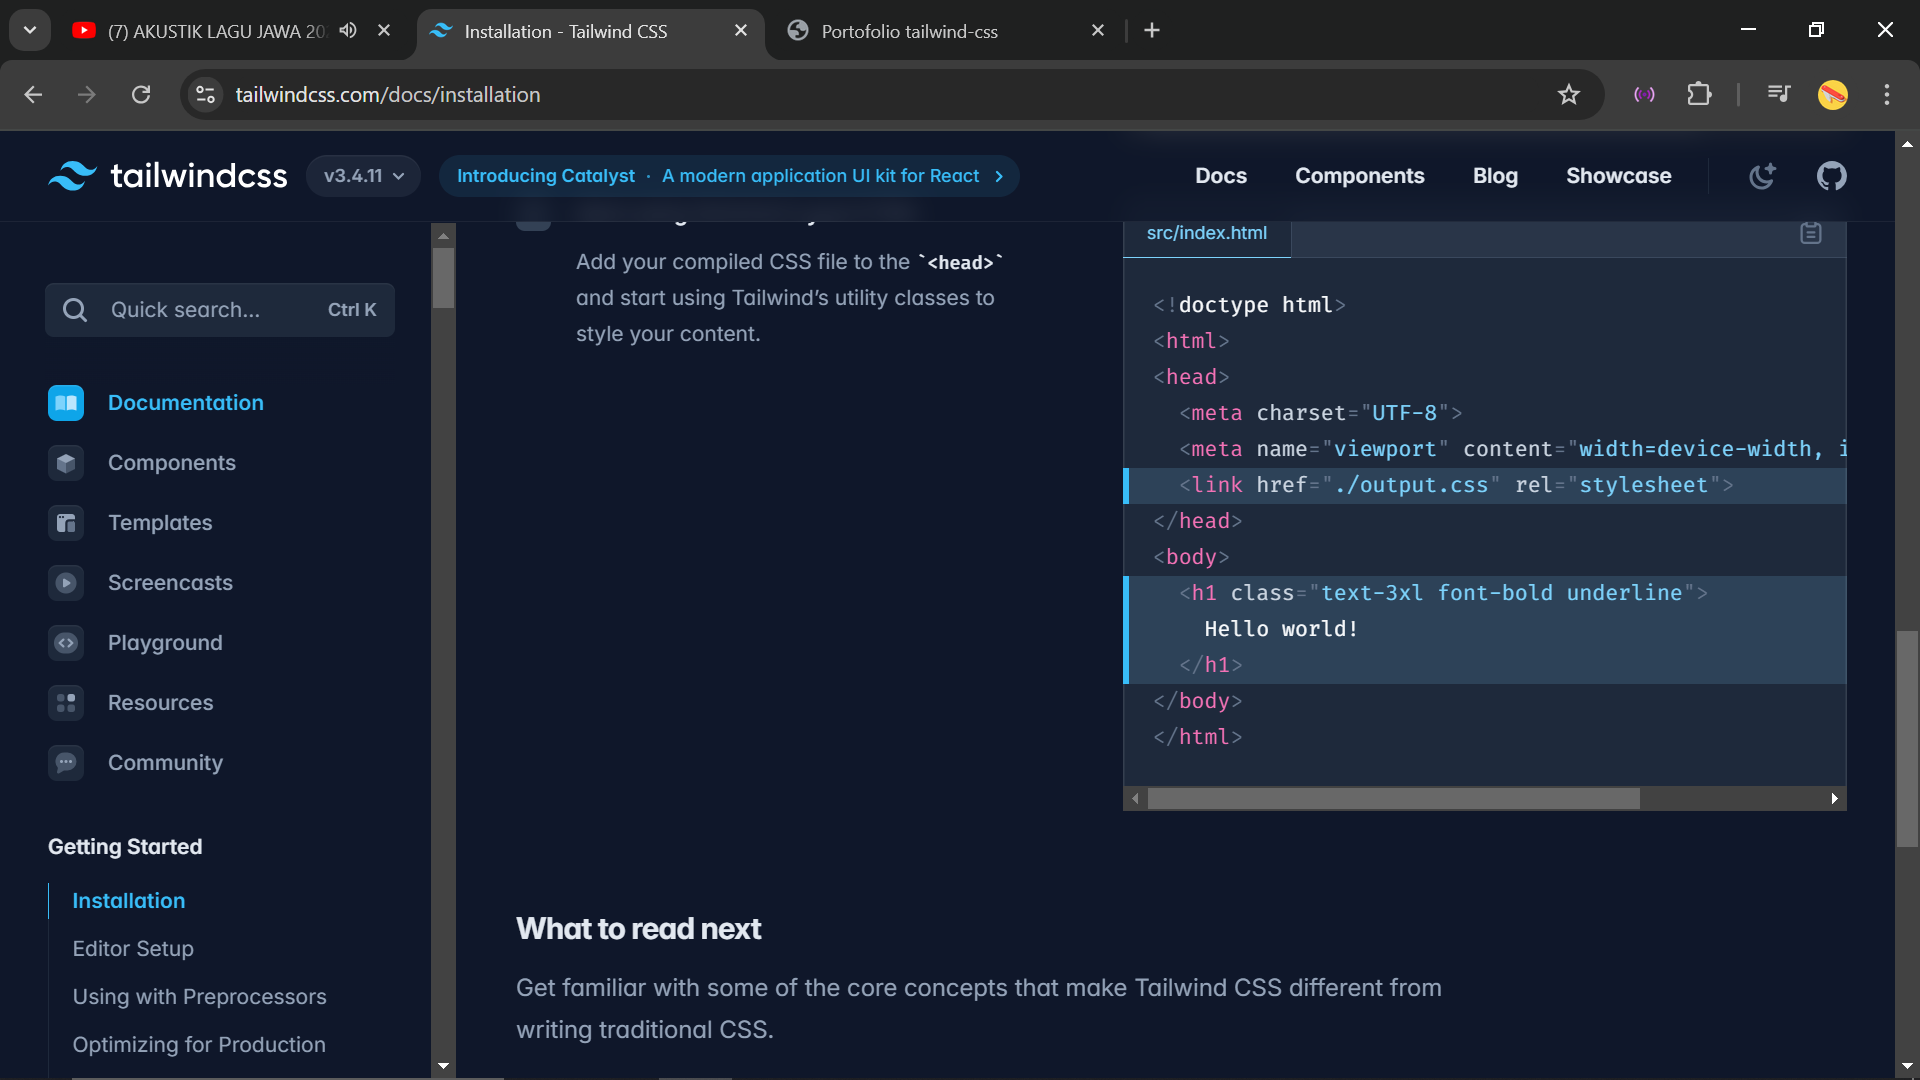 (7) AKUSTIK LAGU JAWA 20
Installation - Tailwind CSS
Portofolio tailwind-css
tailwindcss.com/docs/installation
tailwindcss
v3.4.11
Introducing Catalyst · A modern application UI kit for React
Docs
Components
Blog
Showcase
Quick search...
Ctrl K
Documentation
Components
Templates
Screencasts
Playground
Resources
Community
Getting Started
Installation
Editor Setup
Using with Preprocessors
Optimizing for Production
Add your compiled CSS file to the `<head>`
and start using Tailwind’s utility classes to
style your content.
src/index.html
<!doctype html>
<html>
<head>
  <meta charset="UTF-8">
  <meta name="viewport" content="width=device-width, i
  <link href="./output.css" rel="stylesheet">
</head>
<body>
  <h1 class="text-3xl font-bold underline">
    Hello world!
  </h1>
</body>
</html>
What to read next
Get familiar with some of the core concepts that make Tailwind CSS different from
writing traditional CSS.